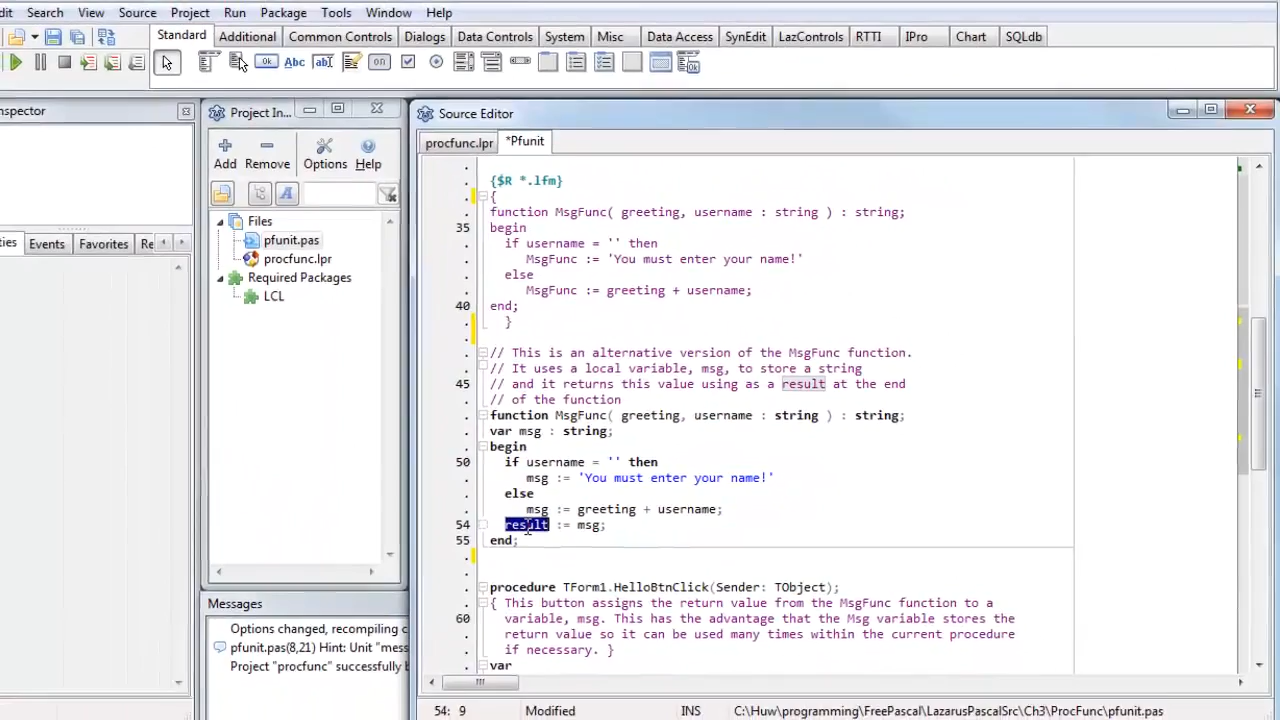 dit View Search Source Project Run Package Tools Window Help
Standard Additional Common Controls Dialogs Data Controls System Misc Data Access SynEdit LazControls RTTI IPro Chart SQLdb
Ok Abc ab on Ok
nspector
Project In...
Source Editor
procfunc.lpr *Pfunit
Add Remove Options Help
A
Files
pfunit.pas
procfunc.lpr
Required Packages
LCL
ties Events Favorites Re
{$R *.lfm}
{
function MsgFunc( greeting, username : string ) : string;
35 begin
if username = '' then
MsgFunc := 'You must enter your name!'
else
MsgFunc := greeting + username;
40 end;
}
// This is an alternative version of the MsgFunc function.
// It uses a local variable, msg, to store a string
45 // and it returns this value using as a result at the end
// of the function
function MsgFunc( greeting, username : string ) : string;
var msg : string;
begin
50 if username = '' then
msg := 'You must enter your name!'
else
msg := greeting + username;
54 result := msg;
55 end;
procedure TForm1.HelloBtnClick(Sender: TObject);
{ This button assigns the return value from the MsgFunc function to a
60 variable, msg. This has the advantage that the Msg variable stores the
return value so it can be used many times within the current procedure
if necessary. }
var
Messages
Options changed, recompiling c
pfunit.pas(8,21) Hint: Unit "mess
Project "procfunc" successfully b
54: 9 Modified INS C:\Huw\programming\FreePascal\LazarusPascalSrc\Ch3\ProcFunc\pfunit.pas